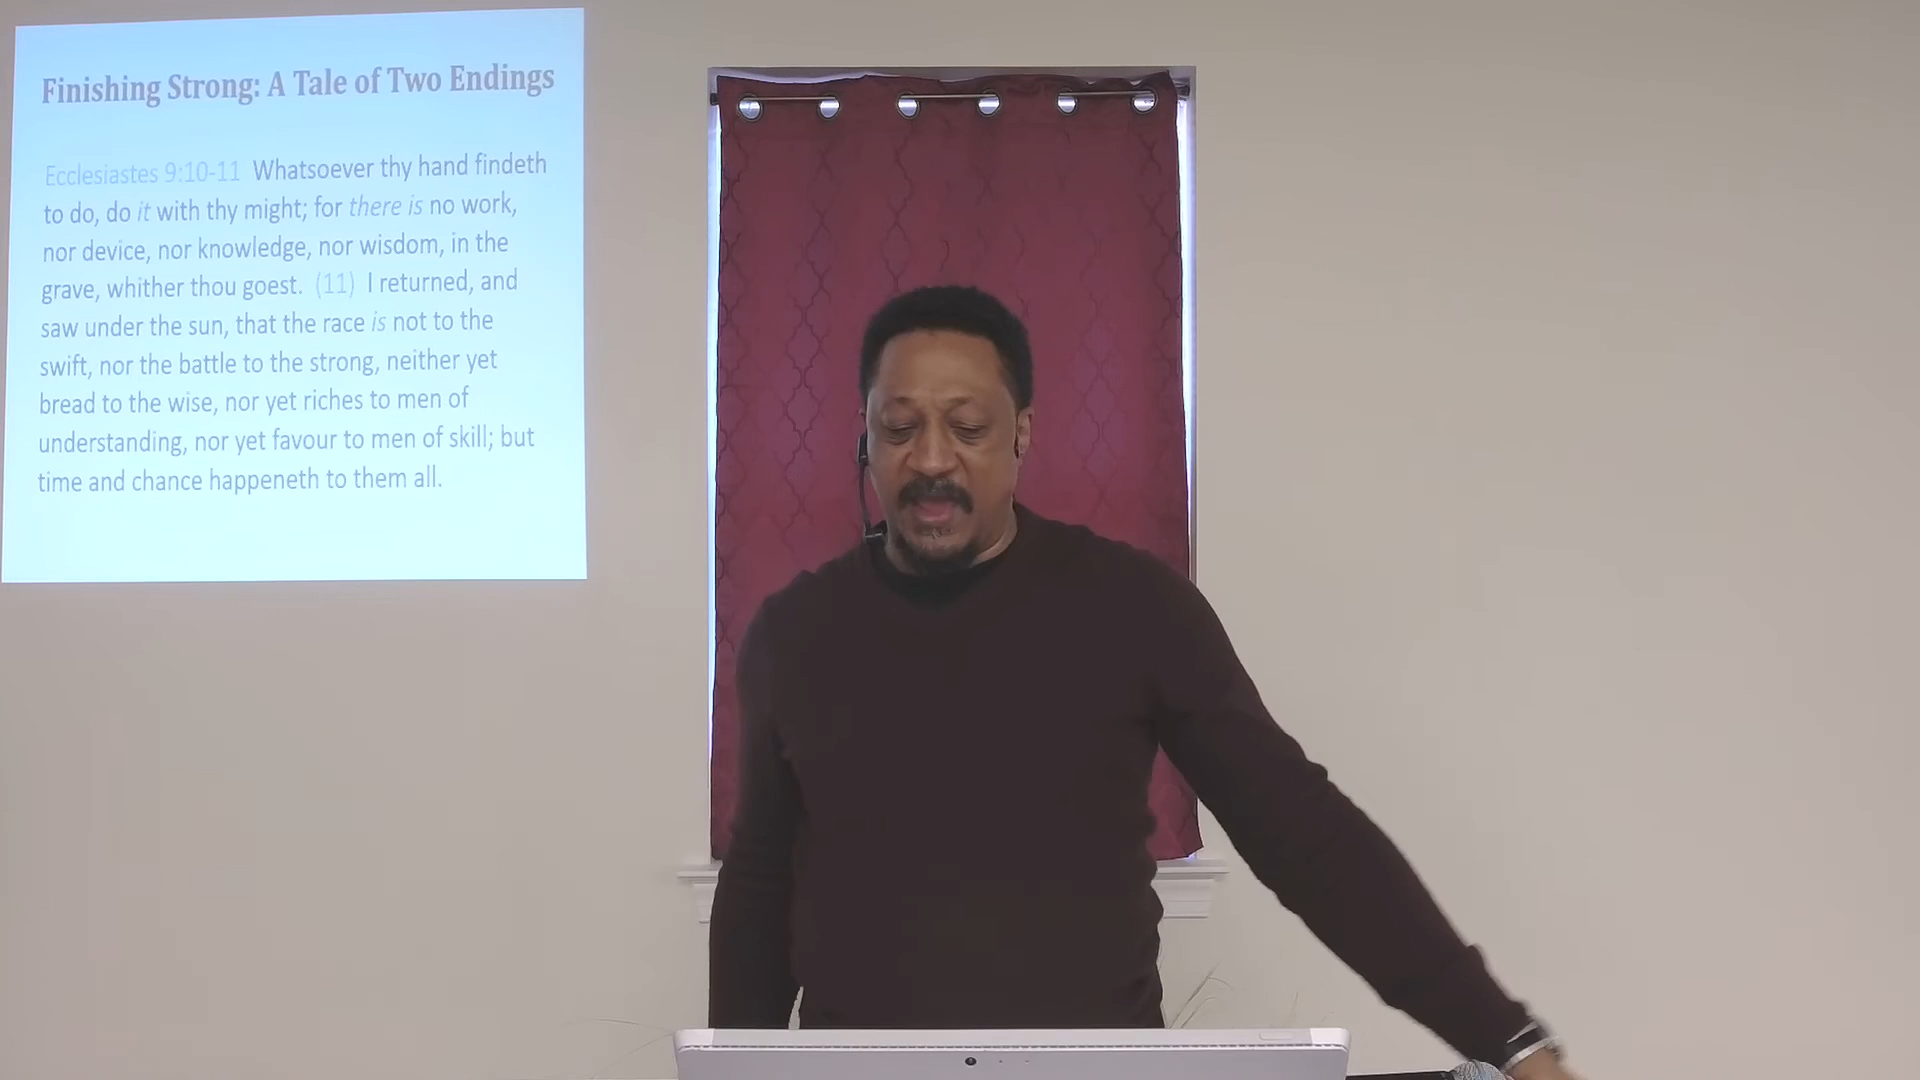 Finishing Strong: A Tale of Two Endings
Ecclesiastes 9:10-11 Whatsoever thy hand findeth
to do, do it with thy might; for there is no work,
nor device, nor knowledge, nor wisdom, in the
grave, whither thou goest. (11) I returned, and
saw under the sun, that the race is not to the
swift, nor the battle to the strong, neither yet
bread to the wise, nor yet riches to men of
understanding, nor yet favour to men of skill; but
time and chance happeneth to them all.